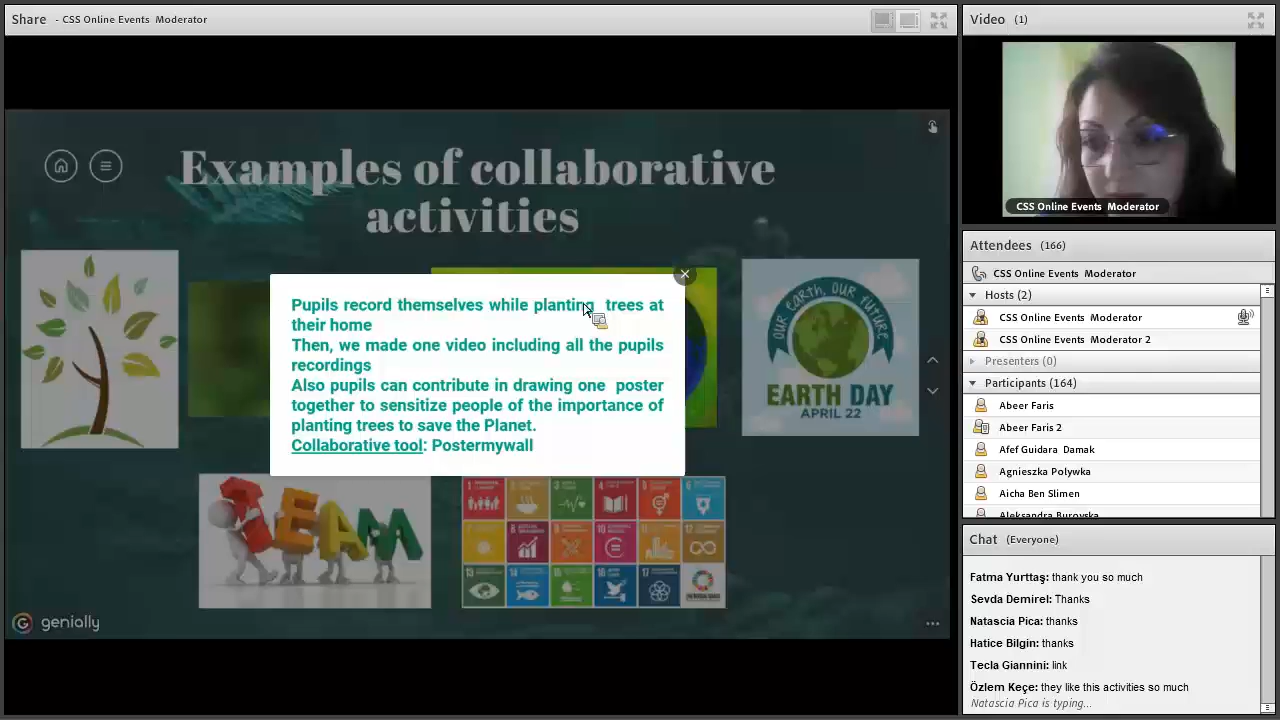 Share - CSS Online Events Moderator
Examples of collaborative
activities
Pupils record themselves while planting trees at
their home
Then, we made one video including all the pupils
recordings
Also pupils can contribute in drawing one poster
together to sensitize people of the importance of
planting trees to save the Planet.
Collaborative tool: Postermywall
OUR EARTH, OUR FUTURE
EARTH DAY
APRIL 22
TEAM
genially
Video (1)
CSS Online Events Moderator
Attendees (166)
CSS Online Events Moderator
Hosts (2)
CSS Online Events Moderator
CSS Online Events Moderator 2
Presenters (0)
Participants (164)
Abeer Faris
Abeer Faris 2
Afef Guidara Damak
Agnieszka Polywka
Aicha Ben Slimen
Aleksandra Burovska
Chat (Everyone)
Fatma Yurttaş: thank you so much
Sevda Demirel: Thanks
Natascia Pica: thanks
Hatice Bilgin: thanks
Tecla Giannini: link
Özlem Keçe: they like this activities so much
Natascia Pica is typing...